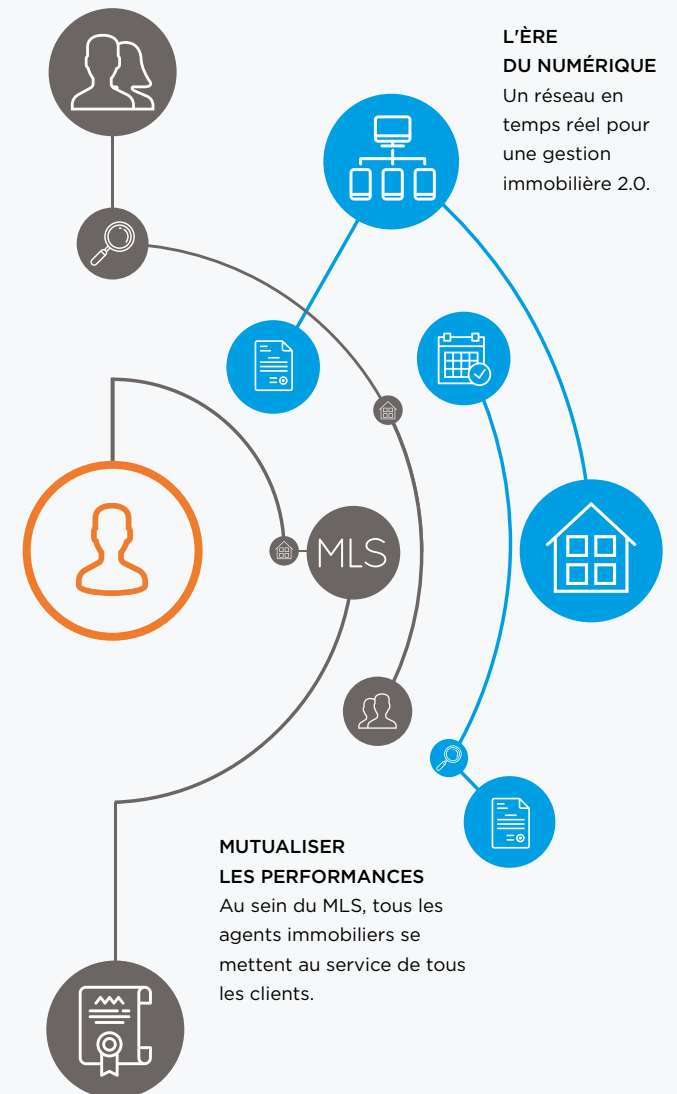 L'ÈRE
DU NUMÉRIQUE
Un réseau en
temps réel pour
une gestion
immobilière 2.0.
MLS
MUTUALISER
LES PERFORMANCES
Au sein du MLS, tous les
agents immobiliers se
mettent au service de tous
les clients.